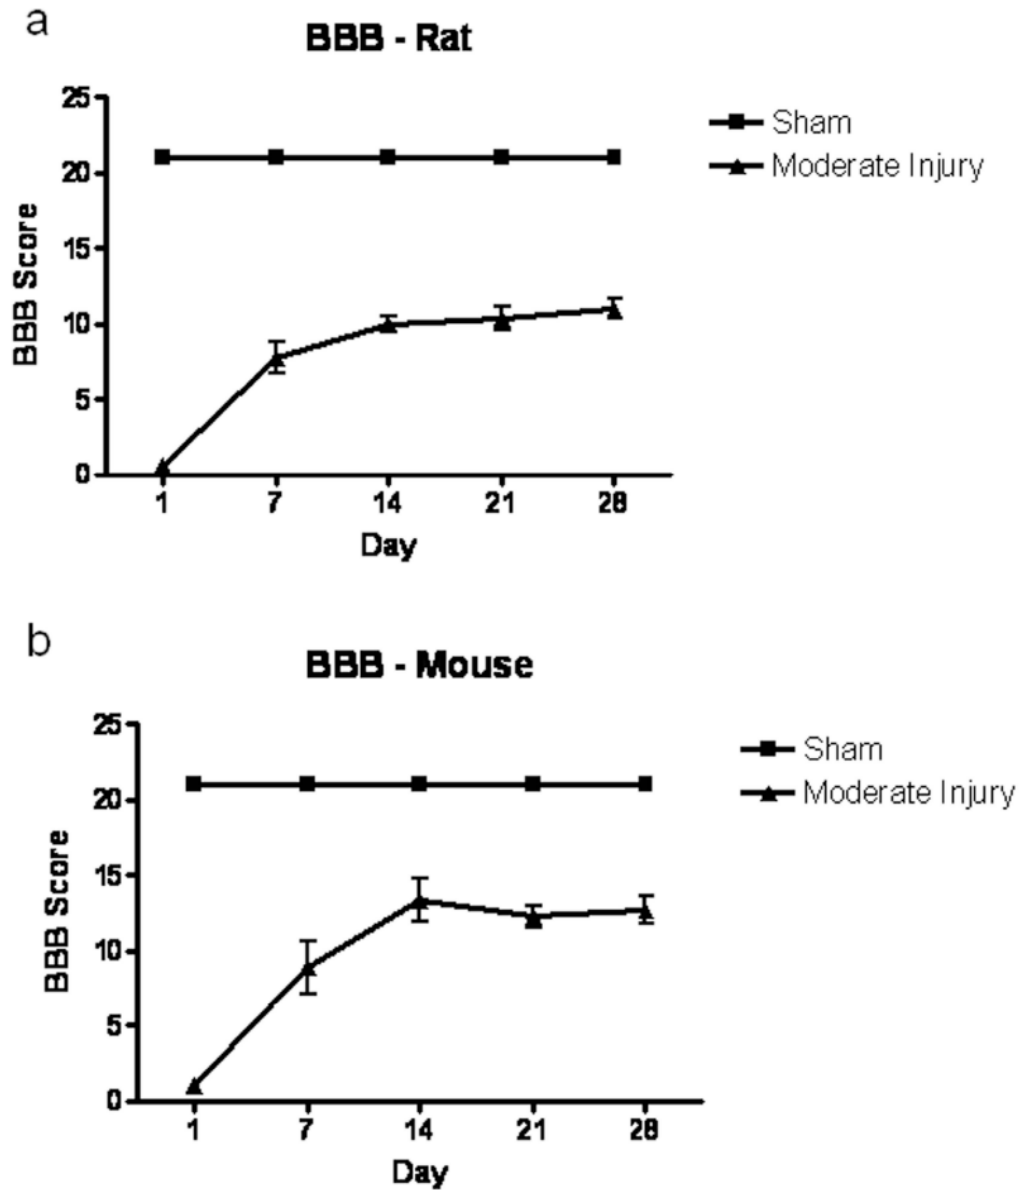 a
BBB - Rat
25
20
15
10
5
0
BBB Score
1 7 14 21 28
Day
Sham
Moderate Injury
b
BBB - Mouse
25
20
15
10
5
0
BBB Score
1 7 14 21 28
Day
Sham
Moderate Injury